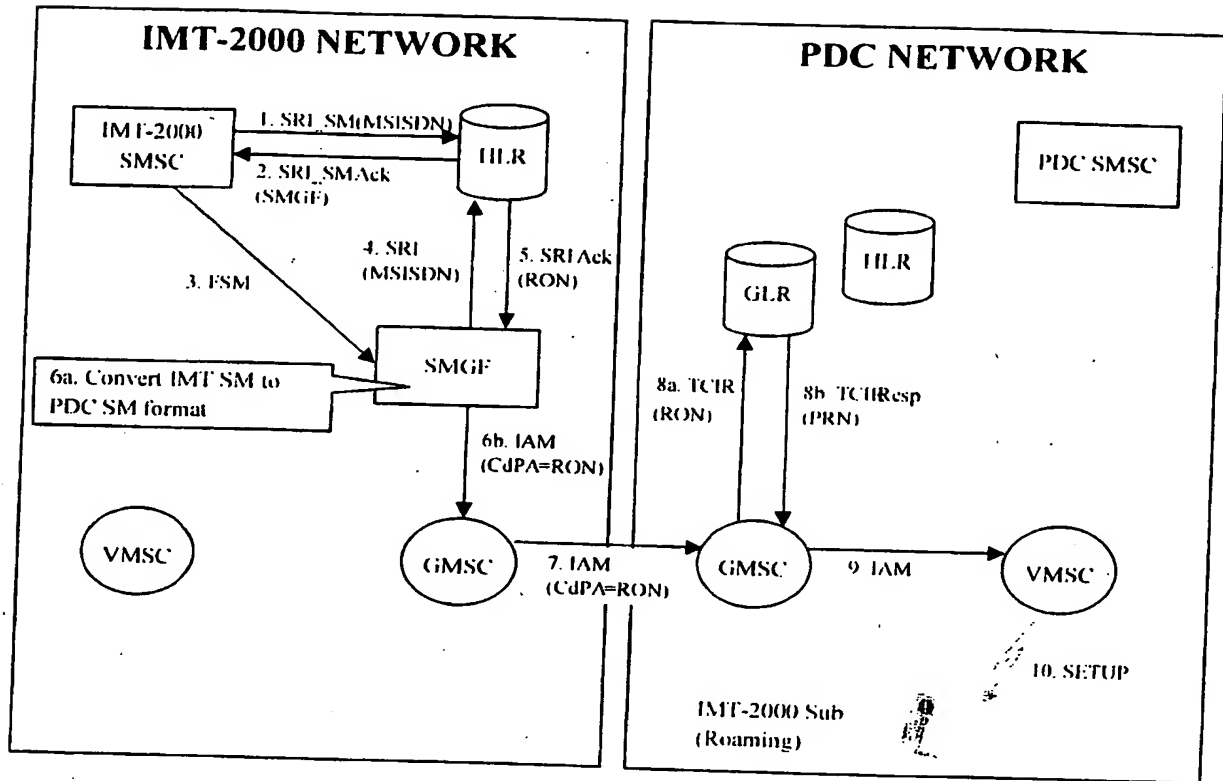 IMT-2000 NETWORK
PDC NETWORK
IMT-2000
SMSC
1. SRI_SM(MSISDN)
2. SRI_SMAck
(SMGF)
HLR
PDC SMSC
3. FSM
4. SRI
(MSISDN)
5. SRIAck
(RON)
GLR
HLR
6a. Convert IMT SM to
PDC SM format
SMGF
8a. TCIR
(RON)
8b. TCIRResp
(PRN)
6b. IAM
(CdPA=RON)
VMSC
GMSC
7. IAM
(CdPA=RON)
GMSC
9. IAM
VMSC
10. SETUP
IMT-2000 Sub
(Roaming)